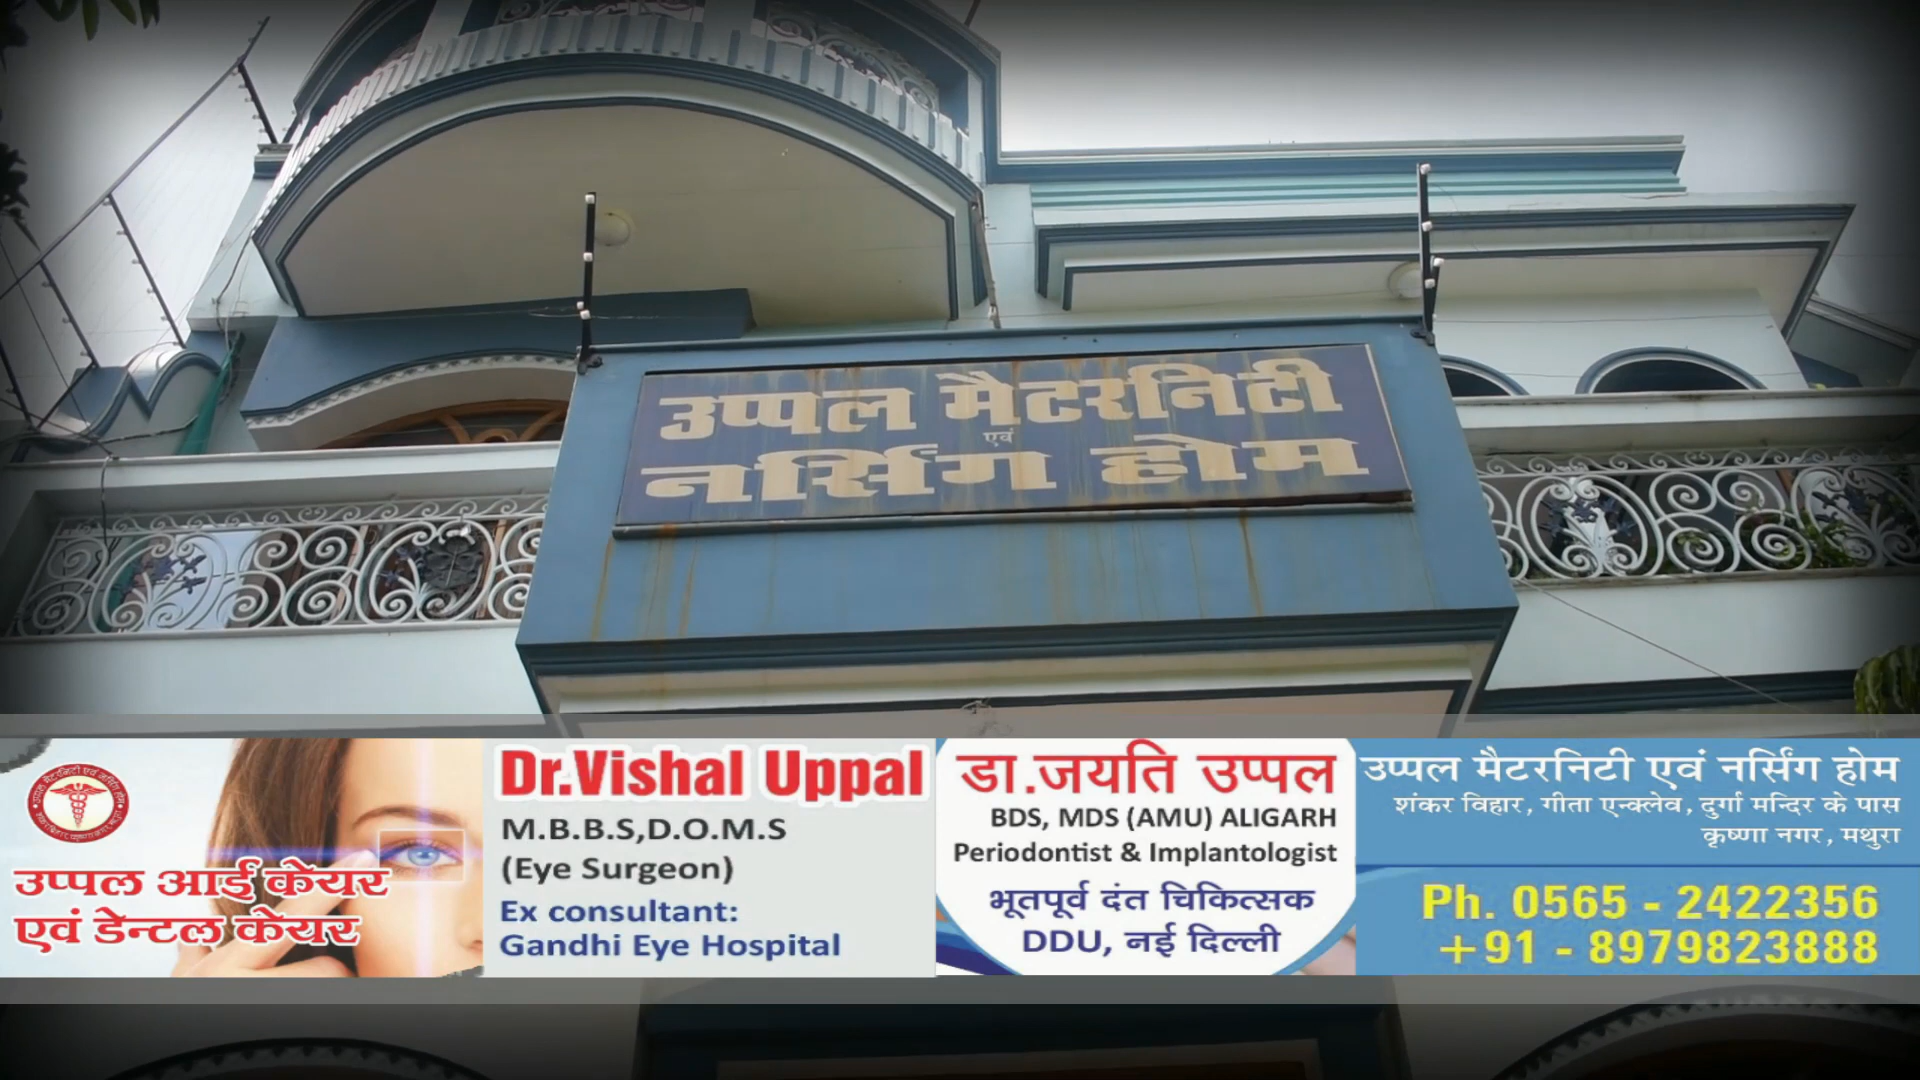 उप्पल मैटरनिटी
एवं
नर्सिंग होम
उप्पल आई केयर
एवं डेन्टल केयर
Dr.Vishal Uppal
M.B.B.S,D.O.M.S
(Eye Surgeon)
Ex consultant:
Gandhi Eye Hospital
डा.जयति उप्पल
BDS, MDS (AMU) ALIGARH
Periodontist & Implantologist
भूतपूर्व दंत चिकित्सक
DDU, नई दिल्ली
उप्पल मैटरनिटी एवं नर्सिंग होम
शंकर विहार, गीता एन्क्लेव, दुर्गा मन्दिर के पास
कृष्णा नगर, मथुरा
Ph. 0565 - 2422356
+91 - 8979823888